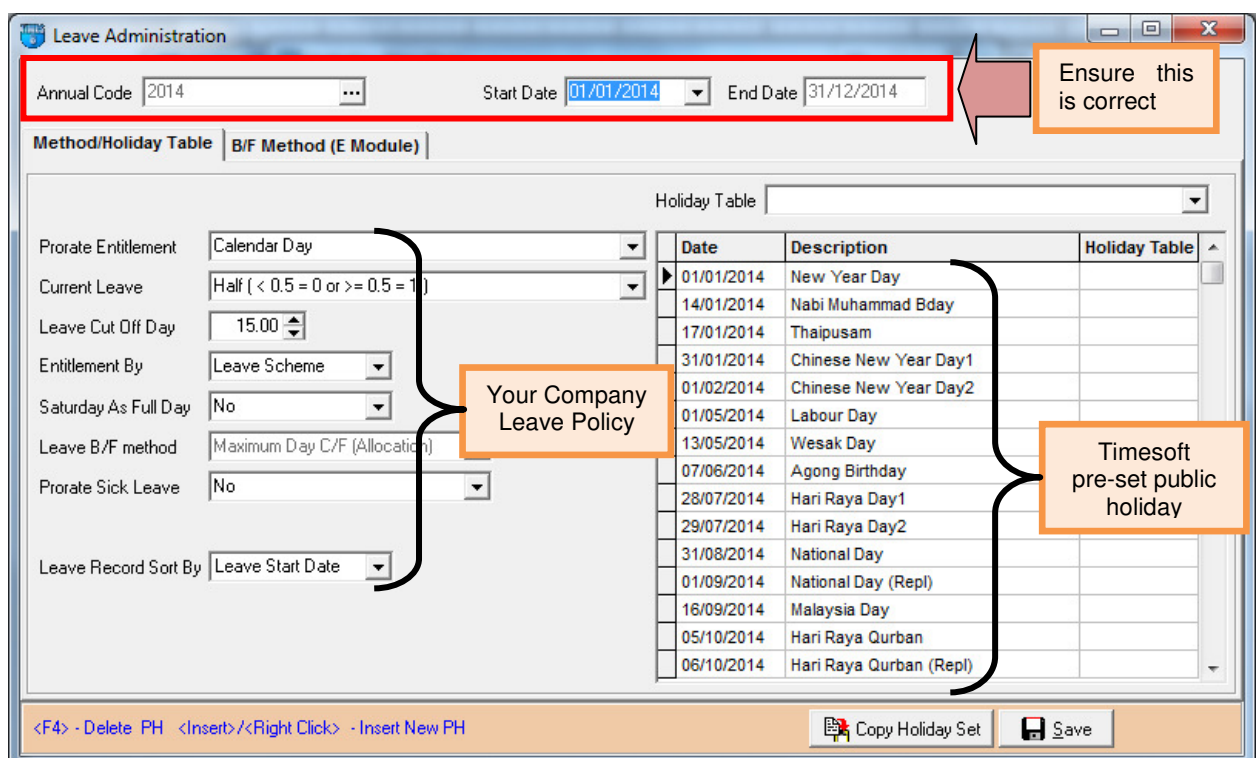 Leave Administration
Ensure this
is correct
Annual Code 2014 ... Start Date 01/01/2014 End Date 31/12/2014
Method/Holiday Table B/F Method (E Module)
Holiday Table
Prorate Entitlement Calendar Day
Current Leave Half ( < 0.5 = 0 or >= 0.5 = 1 )
Leave Cut Off Day 15.00
Entitlement By Leave Scheme
Saturday As Full Day No
Leave B/F method Maximum Day C/F (Allocation)
Prorate Sick Leave No
Leave Record Sort By Leave Start Date
Your Company
Leave Policy
Date Description Holiday Table
01/01/2014 New Year Day
14/01/2014 Nabi Muhammad Bday
17/01/2014 Thaipusam
31/01/2014 Chinese New Year Day1
01/02/2014 Chinese New Year Day2
01/05/2014 Labour Day
13/05/2014 Wesak Day
07/06/2014 Agong Birthday
28/07/2014 Hari Raya Day1
29/07/2014 Hari Raya Day2
31/08/2014 National Day
01/09/2014 National Day (Repl)
16/09/2014 Malaysia Day
05/10/2014 Hari Raya Qurban
06/10/2014 Hari Raya Qurban (Repl)
Timesoft
pre-set public
holiday
<F4> - Delete PH <Insert>/<Right Click> - Insert New PH
Copy Holiday Set
Save